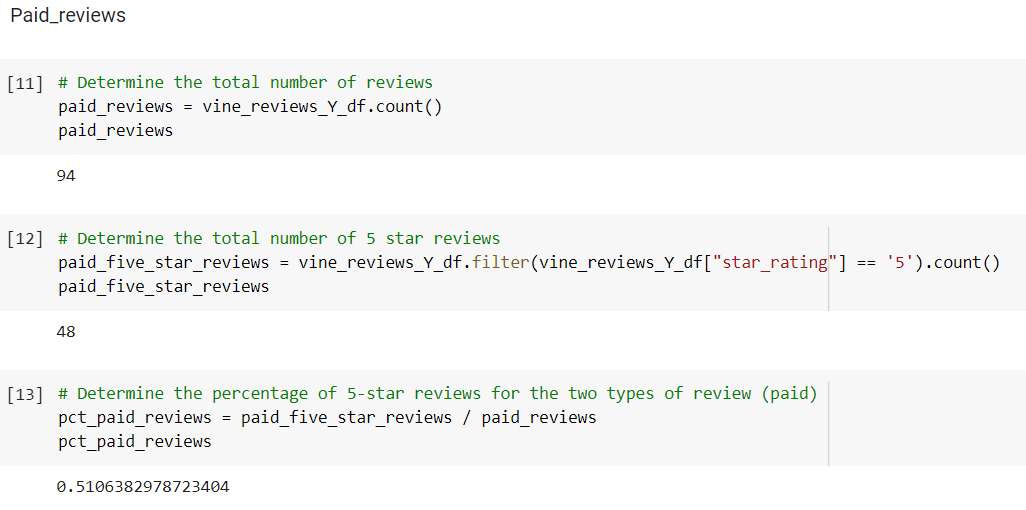 Paid_reviews
[11] # Determine the total number of reviews
paid_reviews = vine_reviews_Y_df.count()
paid_reviews
94
[12] # Determine the total number of 5 star reviews
paid_five_star_reviews = vine_reviews_Y_df.filter(vine_reviews_Y_df["star_rating"] == '5').count()
paid_five_star_reviews
48
[13] # Determine the percentage of 5-star reviews for the two types of review (paid)
pct_paid_reviews = paid_five_star_reviews / paid_reviews
pct_paid_reviews
0.5106382978723404